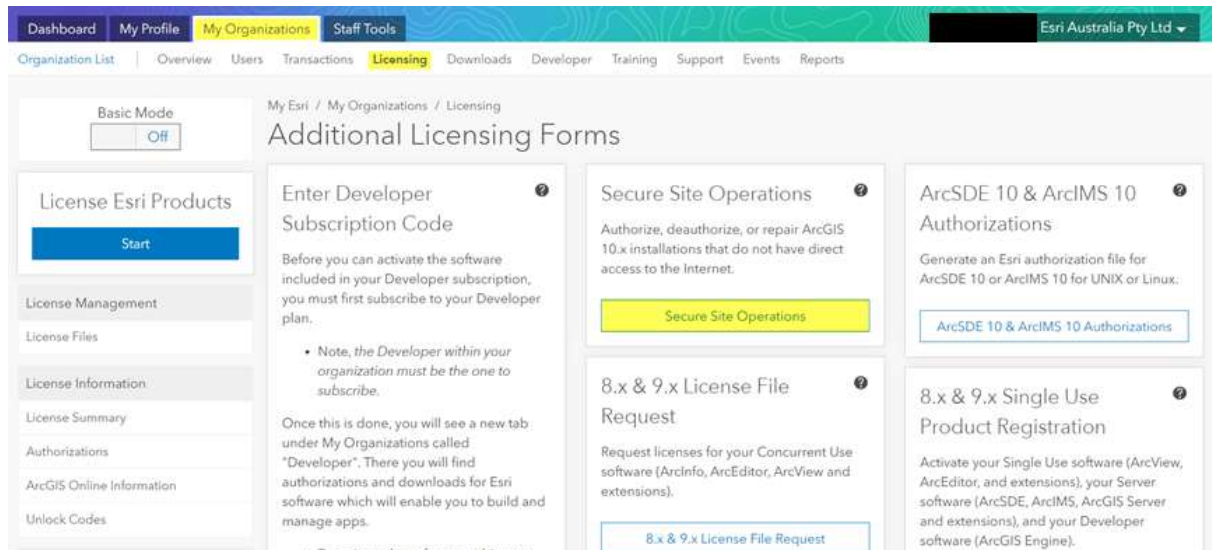 Dashboard My Profile My Organizations Staff Tools Esri Australia Pty Ltd
Organization List Overview Users Transactions Licensing Downloads Developer Training Support Events Reports
Basic Mode
Off
License Esri Products
Start
License Management
License Files
License Information
License Summary
Authorizations
ArcGIS Online Information
Unlock Codes
My Esri / My Organizations / Licensing
Additional Licensing Forms
Enter Developer
Subscription Code
Before you can activate the software
included in your Developer subscription,
you must first subscribe to your Developer
plan.
• Note, the Developer within your
organization must be the one to
subscribe.
Once this is done, you will see a new tab
under My Organizations called
"Developer". There you will find
authorizations and downloads for Esri
software which will enable you to build and
manage apps.
Secure Site Operations
Authorize, deauthorize, or repair ArcGIS
10.x installations that do not have direct
access to the Internet.
Secure Site Operations
8.x & 9.x License File
Request
Request licenses for your Concurrent Use
software (ArcInfo, ArcEditor, ArcView and
extensions).
8.x & 9.x License File Request
ArcSDE 10 & ArcIMS 10
Authorizations
Generate an Esri authorization file for
ArcSDE 10 or ArcIMS 10 for UNIX or Linux.
ArcSDE 10 & ArcIMS 10 Authorizations
8.x & 9.x Single Use
Product Registration
Activate your Single Use software (ArcView,
ArcEditor, and extensions), your Server
software (ArcSDE, ArcIMS, ArcGIS Server
and extensions), and your Developer
software (ArcGIS Engine).